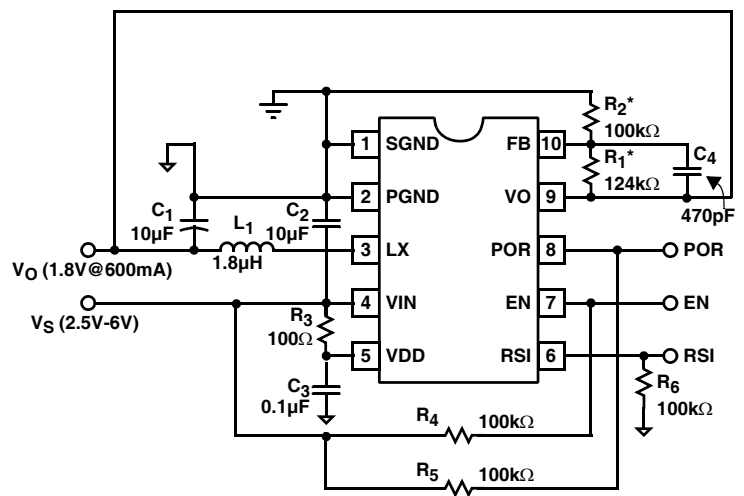 R2*
100kΩ
1 SGND FB 10
R1*
124kΩ
C4
470pF
2 PGND VO 9
C1
10µF
L1
1.8µH
C2
10µF
3 LX POR 8 POR
VO (1.8V@600mA)
4 VIN EN 7 EN
VS (2.5V-6V)
R3
100Ω
5 VDD RSI 6 RSI
C3
0.1µF
R6
100kΩ
R4 100kΩ
R5 100kΩ